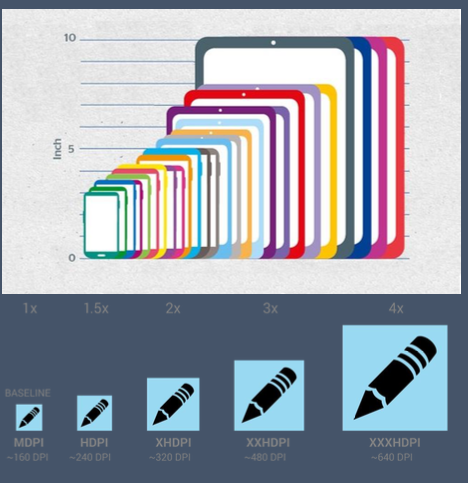 10
Inch
5
0
1x 1.5x 2x 3x 4x
BASELINE
MDPI HDPI XHDPI XXHDPI XXXHDPI
~160 DPI ~240 DPI ~320 DPI ~480 DPI ~640 DPI